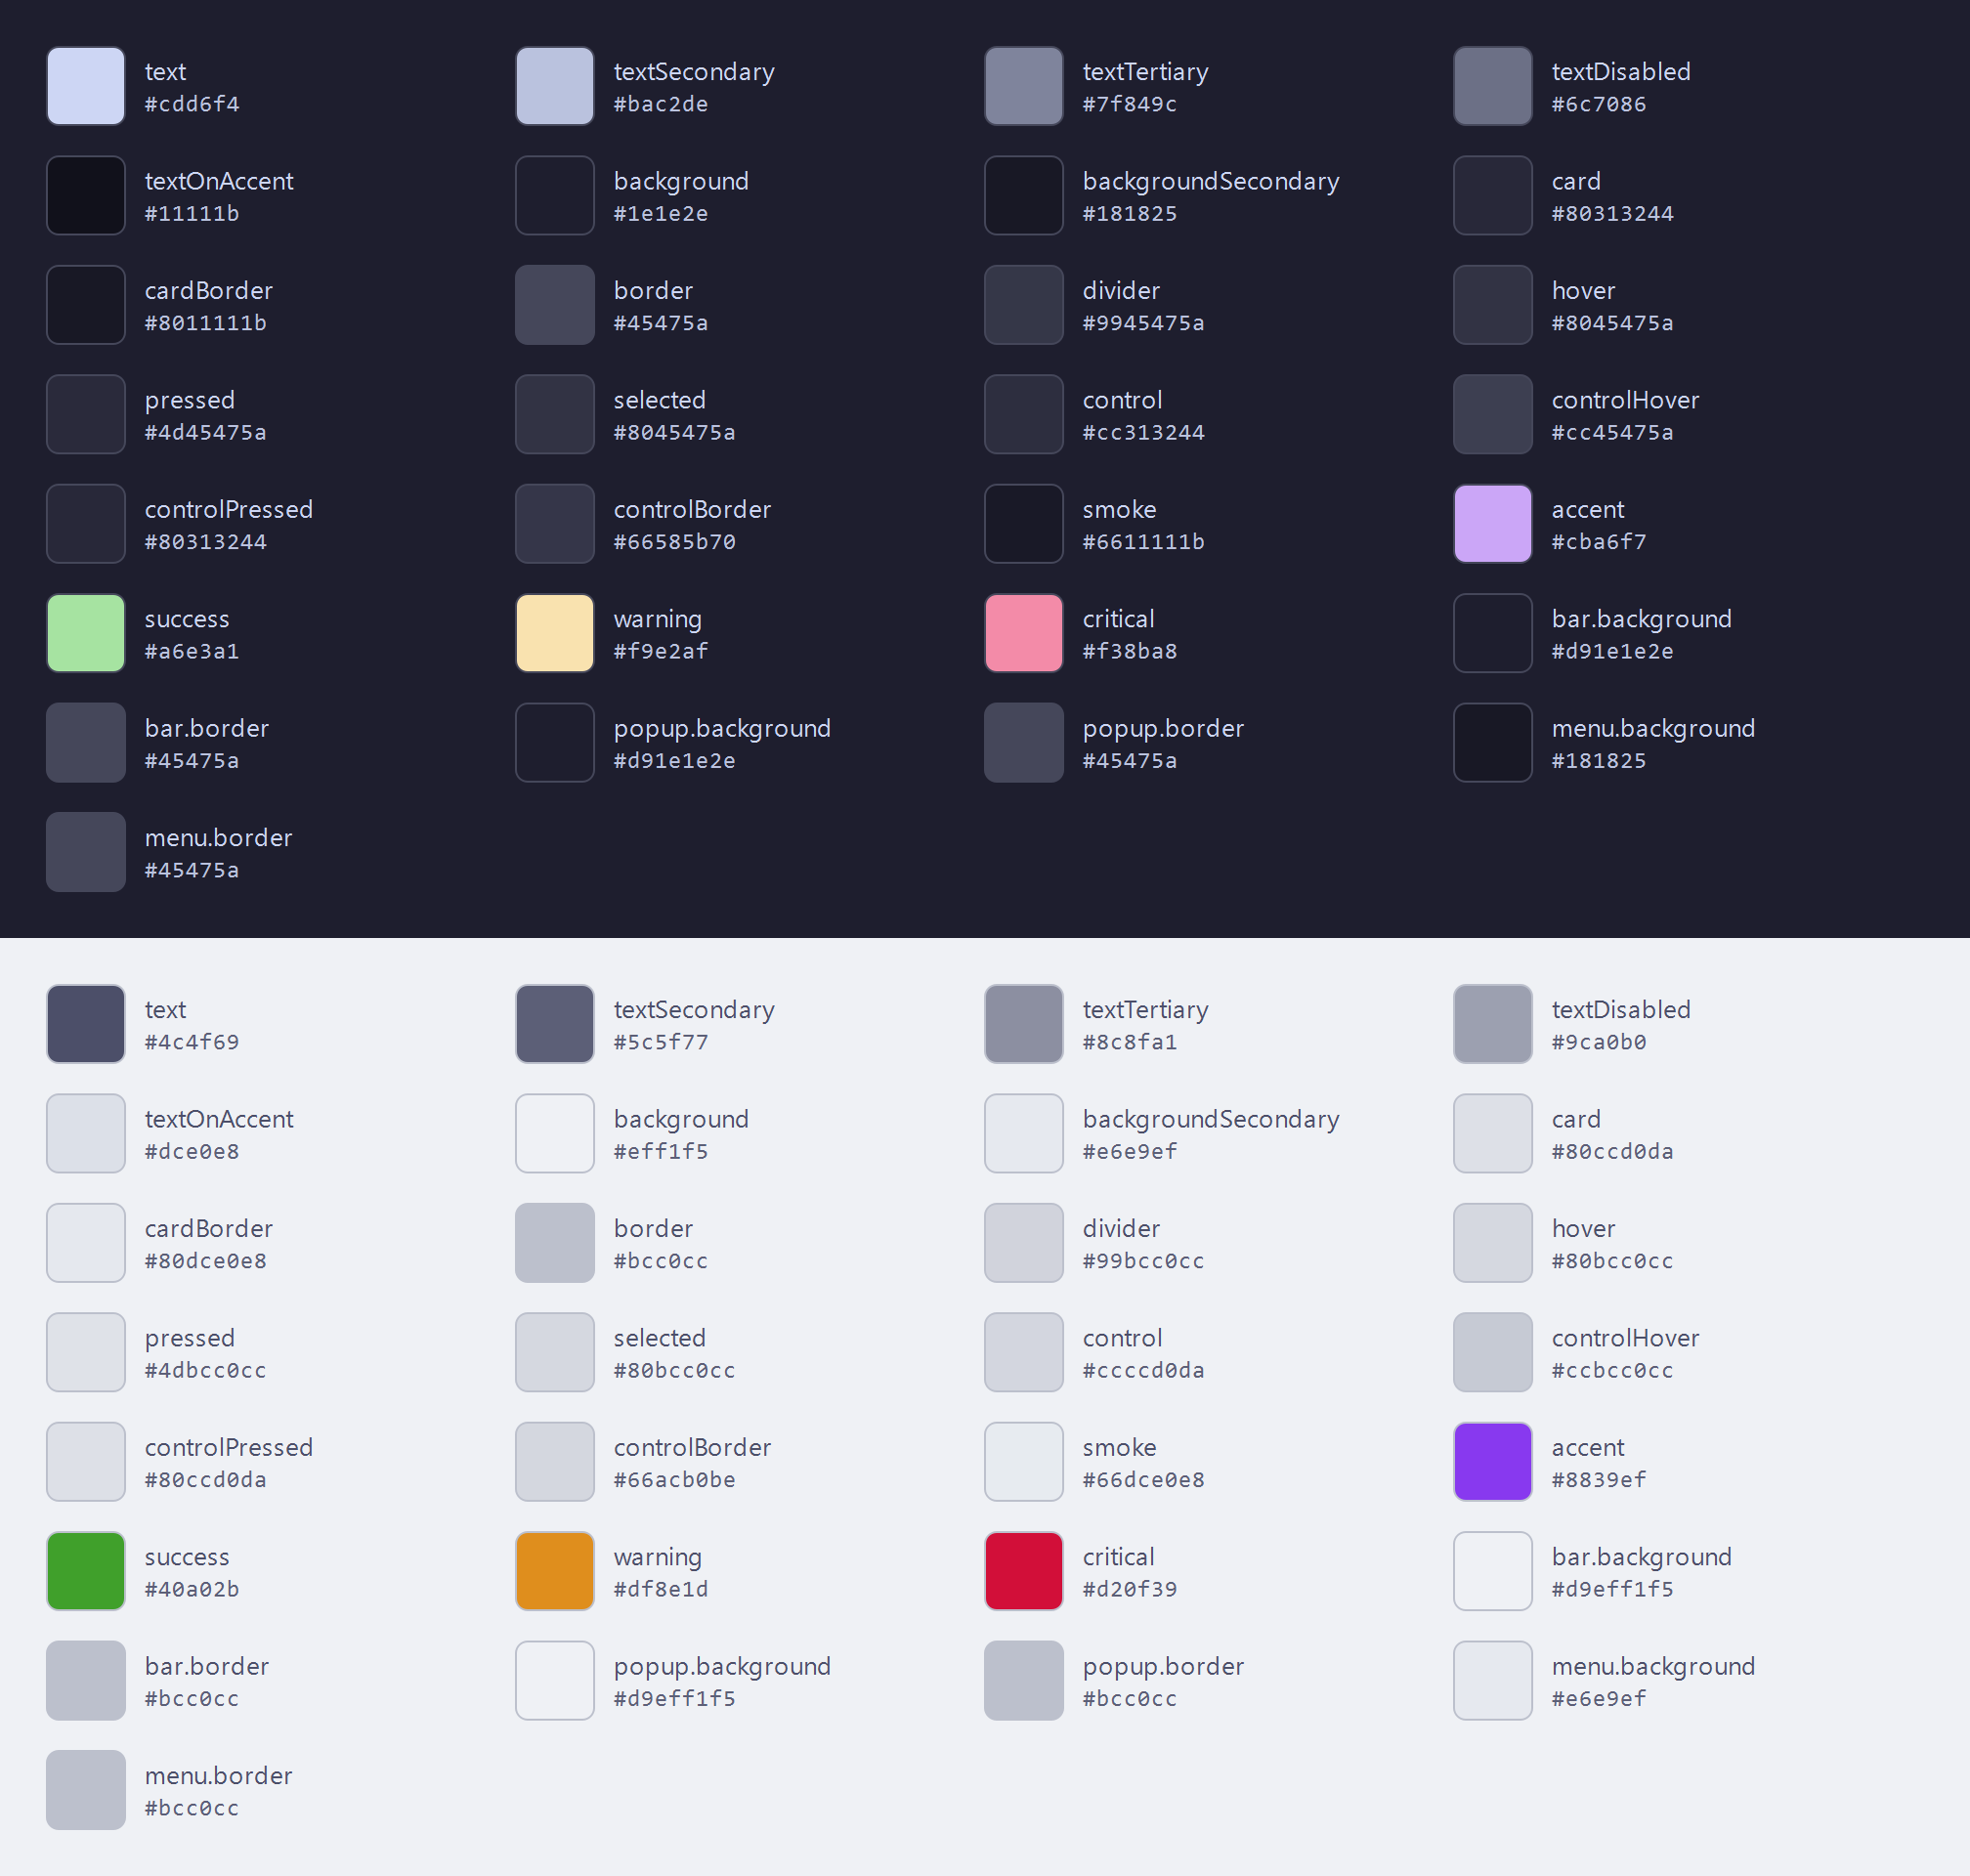 text
#cdd6f4
textSecondary
#bac2de
textTertiary
#7f849c
textDisabled
#6c7086
textOnAccent
#11111b
background
#1e1e2e
backgroundSecondary
#181825
card
#80313244
cardBorder
#8011111b
border
#45475a
divider
#9945475a
hover
#8045475a
pressed
#4d45475a
selected
#8045475a
control
#cc313244
controlHover
#cc45475a
controlPressed
#80313244
controlBorder
#66585b70
smoke
#6611111b
accent
#cba6f7
success
#a6e3a1
warning
#f9e2af
critical
#f38ba8
bar.background
#d91e1e2e
bar.border
#45475a
popup.background
#d91e1e2e
popup.border
#45475a
menu.background
#181825
menu.border
#45475a
text
#4c4f69
textSecondary
#5c5f77
textTertiary
#8c8fa1
textDisabled
#9ca0b0
textOnAccent
#dce0e8
background
#eff1f5
backgroundSecondary
#e6e9ef
card
#80ccd0da
cardBorder
#80dce0e8
border
#bcc0cc
divider
#99bcc0cc
hover
#80bcc0cc
pressed
#4dbcc0cc
selected
#80bcc0cc
control
#ccccd0da
controlHover
#ccbcc0cc
controlPressed
#80ccd0da
controlBorder
#66acb0be
smoke
#66dce0e8
accent
#8839ef
success
#40a02b
warning
#df8e1d
critical
#d20f39
bar.background
#d9eff1f5
bar.border
#bcc0cc
popup.background
#d9eff1f5
popup.border
#bcc0cc
menu.background
#e6e9ef
menu.border
#bcc0cc